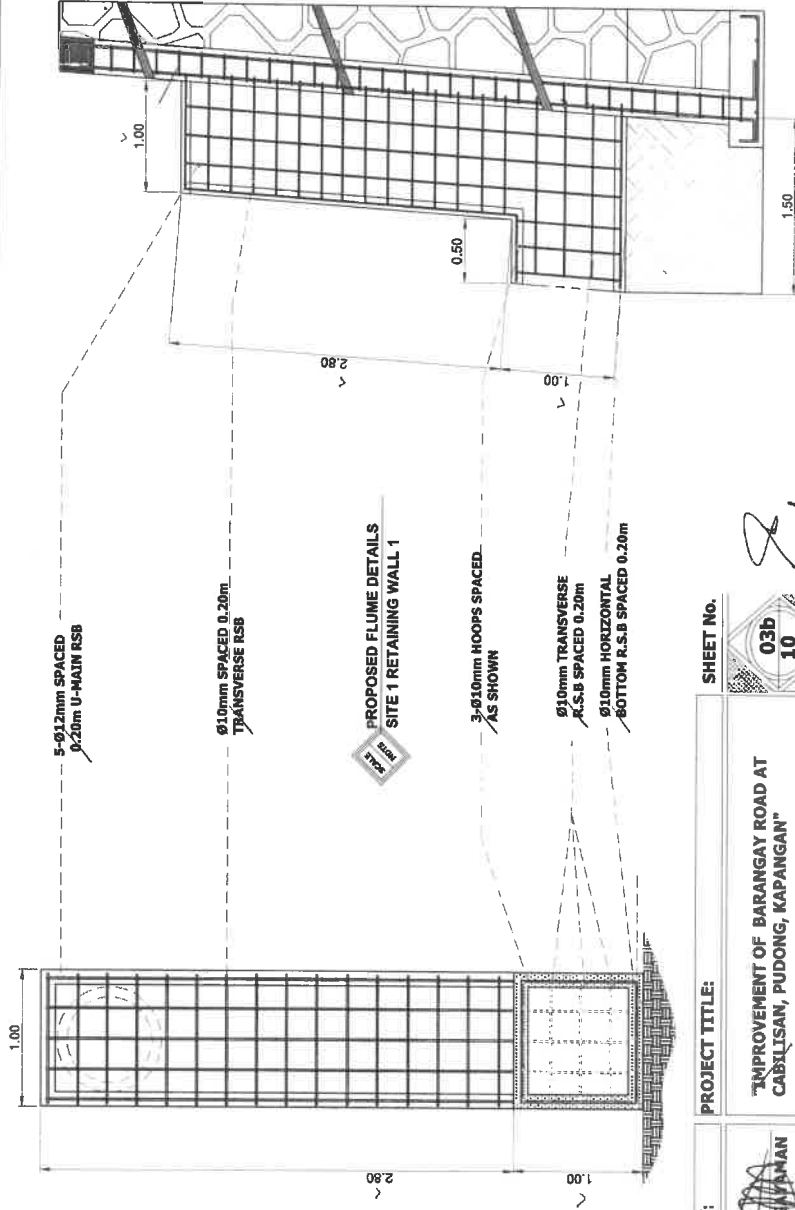 1.00
5-Ø12mm SPACED
0.20m U-MAIN RSB
1.00
Ø10mm SPACED 0.20m
TRANSVERSE RSB
2.80
2.80
0.50
PROPOSED FLUME DETAILS
SITE 1 RETAINING WALL 1
SCALE
NOTS
3-Ø10mm HOOPS SPACED
AS SHOWN
1.00
1.00
Ø10mm TRANSVERSE
R.S.B SPACED 0.20m
Ø10mm HORIZONTAL
BOTTOM R.S.B SPACED 0.20m
1.50
PROJECT TITLE:
"IMPROVEMENT OF BARANGAY ROAD AT
CABILISAN, PUDONG, KAPANGAN"
SHEET No.
03b
10